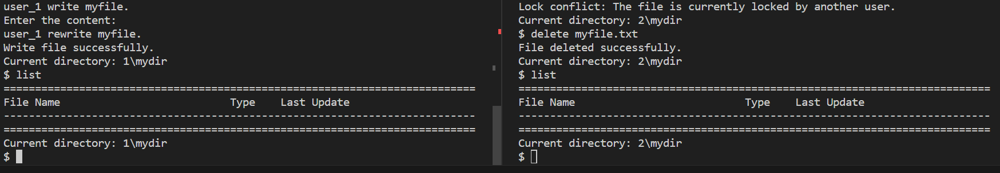 user_1 write myfile.
Enter the content:
user_1 rewrite myfile.
Write file successfully.
Current directory: 1\mydir
$ list
===========================================================================
File Name                           Type    Last Update
---------------------------------------------------------------------------
===========================================================================
Current directory: 1\mydir
$
Lock conflict: The file is currently locked by another user.
Current directory: 2\mydir
$ delete myfile.txt
File deleted successfully.
Current directory: 2\mydir
$ list
===========================================================================
File Name                           Type    Last Update
---------------------------------------------------------------------------
===========================================================================
Current directory: 2\mydir
$